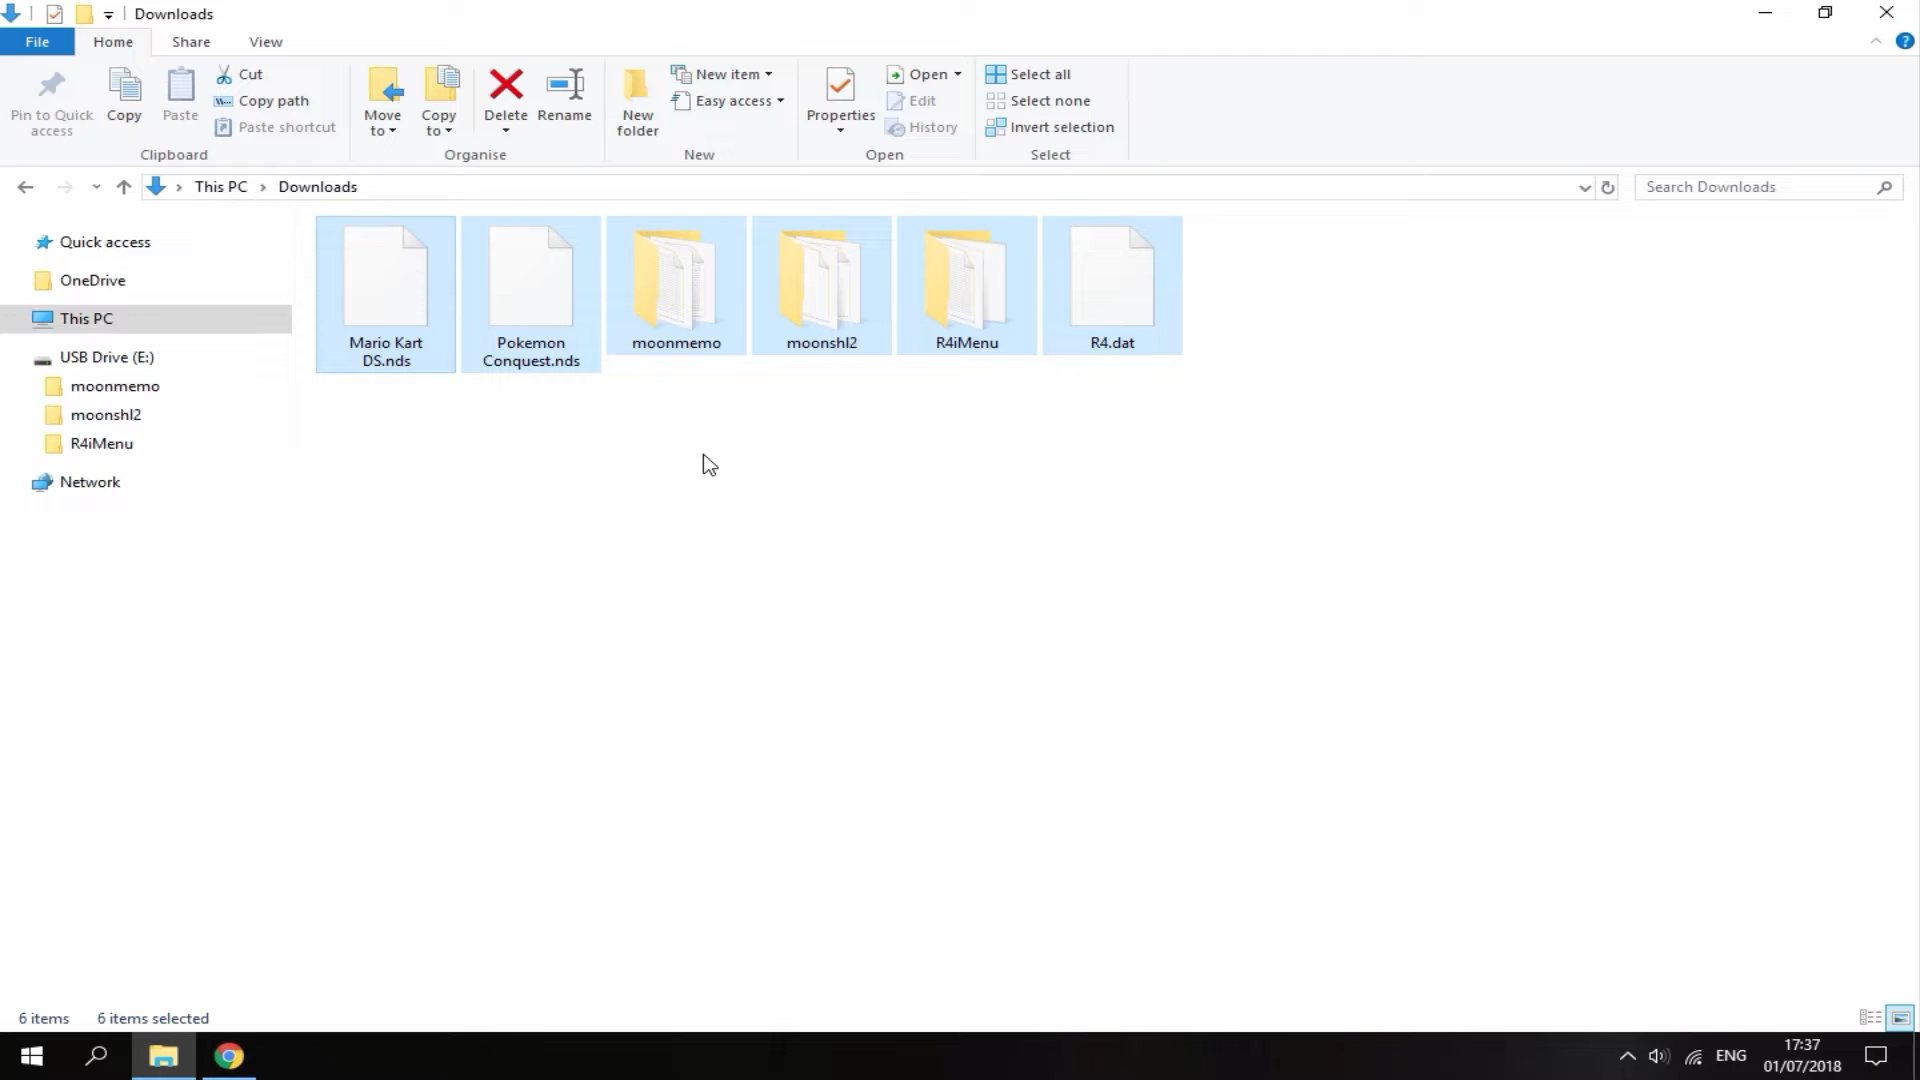 Downloads
File Home Share View
Pin to Quick access
Copy
Paste
Cut
Copy path
Paste shortcut
Clipboard
Move to
Copy to
Delete
Rename
Organise
New folder
New item
Easy access
New
Properties
Open
Edit
History
Open
Select all
Select none
Invert selection
Select
This PC Downloads
Search Downloads
Quick access
OneDrive
This PC
USB Drive (E:)
moonmemo
moonshl2
R4iMenu
Network
Mario Kart
DS.nds
Pokemon
Conquest.nds
moonmemo
moonshl2
R4iMenu
R4.dat
6 items 6 items selected
ENG
17:37
01/07/2018